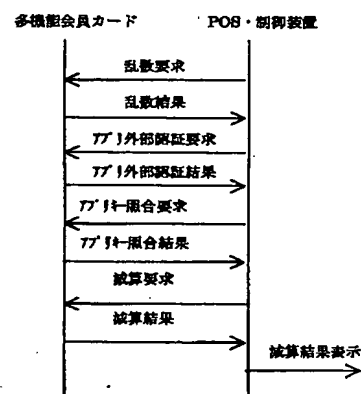 多機能会員カード POS・制御装置
乱数要求
乱数結果
アプリ外部認証要求
アプリ外部認証結果
アプリキー照合要求
アプリキー照合結果
減算要求
減算結果
減算結果表示